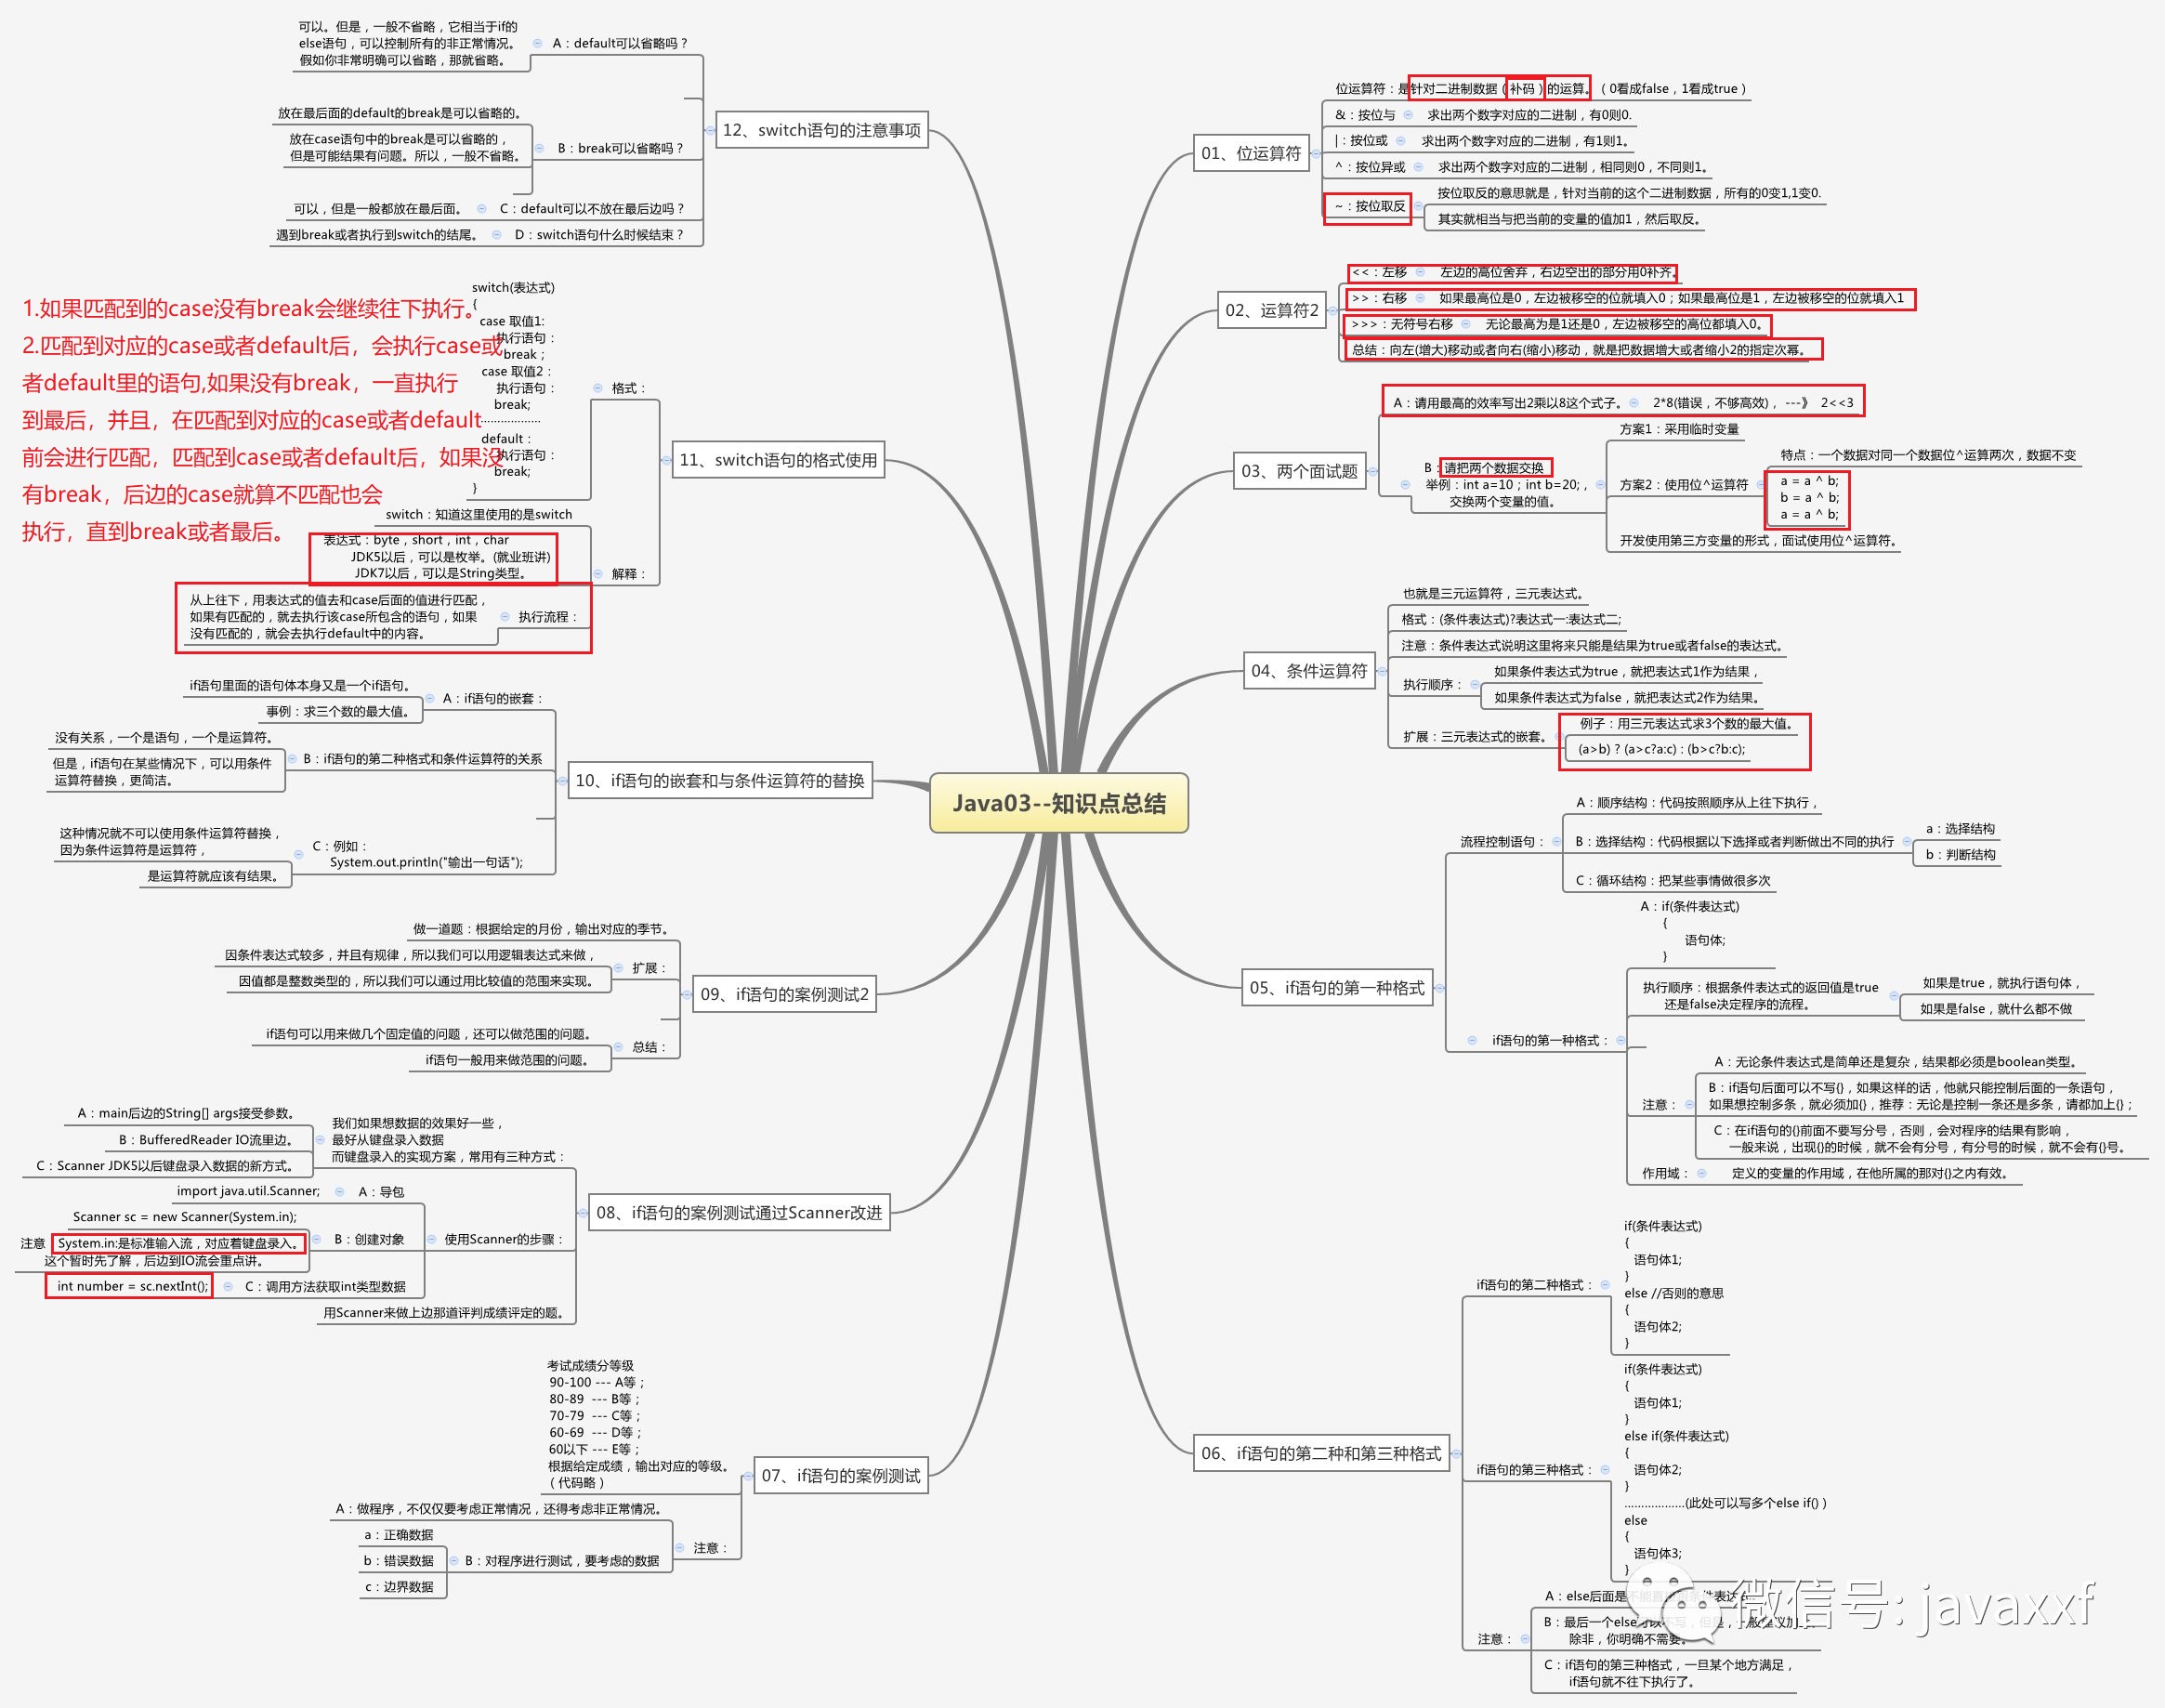 Java03--知识点总结
01、位运算符
位运算符：是针对二进制数据（补码）的运算。（0看成false，1看成true）
&：按位与 求出两个数字对应的二进制，有0则0.
|：按位或 求出两个数字对应的二进制，有1则1。
^：按位异或 求出两个数字对应的二进制，相同则0，不同则1。
~：按位取反
按位取反的意思就是，针对当前的这个二进制数据，所有的0变1,1变0.
其实就相当与把当前的变量的值加1，然后取反。
02、运算符2
<<：左移 左边的高位舍弃，右边空出的部分用0补齐。
>>：右移 如果最高位是0，左边被移空的位就填入0；如果最高位是1，左边被移空的位就填入1
>>>：无符号右移 无论最高为是1还是0，左边被移空的高位都填入0。
总结：向左(增大)移动或者向右(缩小)移动，就是把数据增大或者缩小2的指定次幂。
03、两个面试题
A：请用最高的效率写出2乘以8这个式子。 2*8(错误，不够高效)， ---》 2<<3
B：请把两个数据交换
举例：int a=10；int b=20;，
交换两个变量的值。
方案1：采用临时变量
方案2：使用位^运算符
特点：一个数据对同一个数据位^运算两次，数据不变
a = a ^ b;
b = a ^ b;
a = a ^ b;
开发使用第三方变量的形式，面试使用位^运算符。
04、条件运算符
也就是三元运算符，三元表达式。
格式：(条件表达式)?表达式一:表达式二;
注意：条件表达式说明这里将来只能是结果为true或者false的表达式。
执行顺序：
如果条件表达式为true，就把表达式1作为结果，
如果条件表达式为false，就把表达式2作为结果。
扩展：三元表达式的嵌套。
例子：用三元表达式求3个数的最大值。
(a>b) ? (a>c?a:c) : (b>c?b:c);
05、if语句的第一种格式
流程控制语句：
A：顺序结构：代码按照顺序从上往下执行，
B：选择结构：代码根据以下选择或者判断做出不同的执行
a：选择结构
b：判断结构
C：循环结构：把某些事情做很多次
if语句的第一种格式：
A：if(条件表达式)
{
语句体;
}
执行顺序：根据条件表达式的返回值是true
还是false决定程序的流程。
如果是true，就执行语句体，
如果是false，就什么都不做
注意：
A：无论条件表达式是简单还是复杂，结果都必须是boolean类型。
B：if语句后面可以不写{}，如果这样的话，他就只能控制后面的一条语句，
如果想控制多条，就必须加{}，推荐：无论是控制一条还是多条，请都加上{}；
C：在if语句的{}前面不要写分号，否则，会对程序的结果有影响，
一般来说，出现{}的时候，就不会有分号，有分号的时候，就不会有{}号。
作用域： 定义的变量的作用域，在他所属的那对{}之内有效。
06、if语句的第二种和第三种格式
if语句的第二种格式：
if(条件表达式)
{
语句体1;
}
else //否则的意思
{
语句体2;
}
if语句的第三种格式：
if(条件表达式)
{
语句体1;
}
else if(条件表达式)
{
语句体2;
}
..................(此处可以写多个else if() )
else
{
语句体3;
}
注意：
A：else后面是不能直接加条件表达
B：最后一个else可以不写，但是，一般建议加
除非，你明确不需要。
C：if语句的第三种格式，一旦某个地方满足，
if语句就不往下执行了。
微信号: javaxxf
12、switch语句的注意事项
A：default可以省略吗？
可以。但是，一般不省略，它相当于if的
else语句，可以控制所有的非正常情况。
假如你非常明确可以省略，那就省略。
B：break可以省略吗？
放在最后面的default的break是可以省略的。
放在case语句中的break是可以省略的，
但是可能结果有问题。所以，一般不省略。
C：default可以不放在最后边吗？
可以，但是一般都放在最后面。
D：switch语句什么时候结束？
遇到break或者执行到switch的结尾。
11、switch语句的格式使用
格式：
switch(表达式)
{
case 取值1:
执行语句：
break；
case 取值2：
执行语句：
break;
..................
default：
执行语句：
break;
}
1.如果匹配到的case没有break会继续往下执行。
2.匹配到对应的case或者default后，会执行case或
者default里的语句,如果没有break，一直执行
到最后，并且，在匹配到对应的case或者default
前会进行匹配，匹配到case或者default后，如果没
有break，后边的case就算不匹配也会
执行，直到break或者最后。
解释：
switch：知道这里使用的是switch
表达式：byte，short，int，char
JDK5以后，可以是枚举。(就业班讲)
JDK7以后，可以是String类型。
执行流程：
从上往下，用表达式的值去和case后面的值进行匹配，
如果有匹配的，就去执行该case所包含的语句，如果
没有匹配的，就会去执行default中的内容。
10、if语句的嵌套和与条件运算符的替换
A：if语句的嵌套：
if语句里面的语句体本身又是一个if语句。
事例：求三个数的最大值。
B：if语句的第二种格式和条件运算符的关系
没有关系，一个是语句，一个是运算符。
但是，if语句在某些情况下，可以用条件
运算符替换，更简洁。
C：例如：
System.out.println("输出一句话");
这种情况就不可以使用条件运算符替换，
因为条件运算符是运算符，
是运算符就应该有结果。
09、if语句的案例测试2
做一道题：根据给定的月份，输出对应的季节。
扩展：
因条件表达式较多，并且有规律，所以我们可以用逻辑表达式来做，
因值都是整数类型的，所以我们可以通过用比较值的范围来实现。
总结：
if语句可以用来做几个固定值的问题，还可以做范围的问题。
if语句一般用来做范围的问题。
08、if语句的案例测试通过Scanner改进
我们如果想数据的效果好一些，
最好从键盘录入数据
而键盘录入的实现方案，常用有三种方式：
A：main后边的String[] args接受参数。
B：BufferedReader IO流里边。
C：Scanner JDK5以后键盘录入数据的新方式。
使用Scanner的步骤：
A：导包
import java.util.Scanner;
B：创建对象
Scanner sc = new Scanner(System.in);
注意 System.in:是标准输入流，对应着键盘录入。
这个暂时先了解，后边到IO流会重点讲。
C：调用方法获取int类型数据
int number = sc.nextInt();
用Scanner来做上边那道评判成绩评定的题。
07、if语句的案例测试
考试成绩分等级
90-100 --- A等；
80-89 --- B等；
70-79 --- C等；
60-69 --- D等；
60以下 --- E等；
根据给定成绩，输出对应的等级。
（代码略）
注意：
A：做程序，不仅仅要考虑正常情况，还得考虑非正常情况。
B：对程序进行测试，要考虑的数据
a：正确数据
b：错误数据
c：边界数据